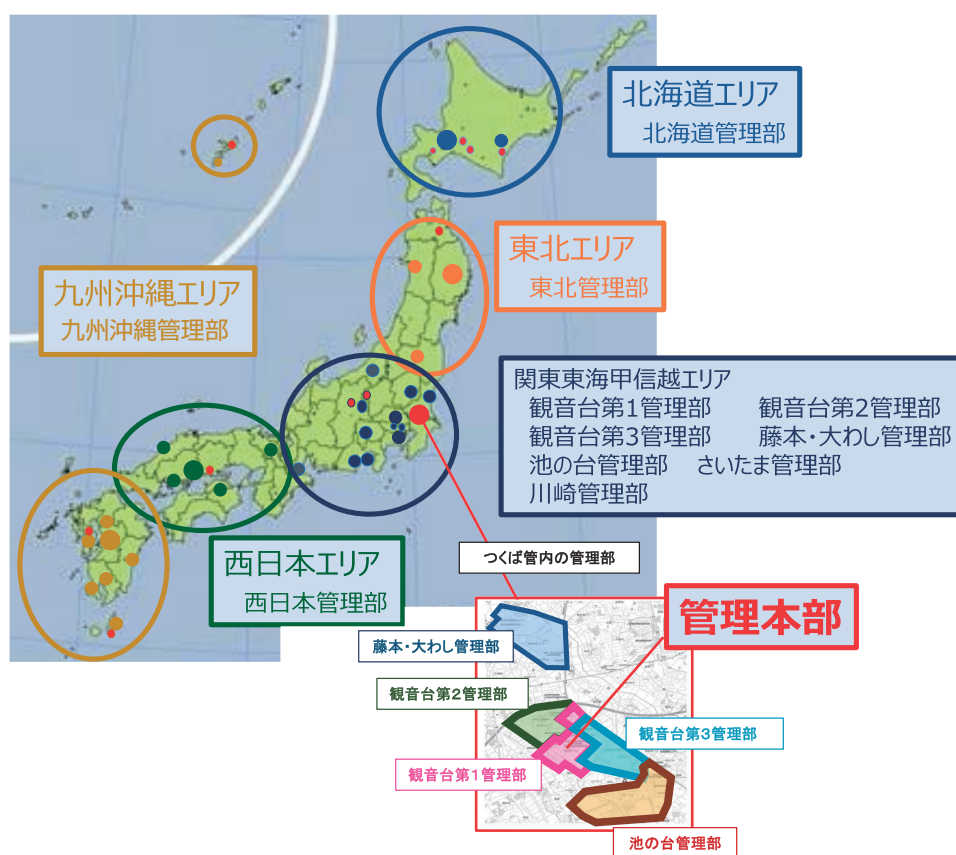 北海道エリア
北海道管理部
東北エリア
東北管理部
九州沖縄エリア
九州沖縄管理部
関東東海甲信越エリア
観音台第1管理部 観音台第2管理部
観音台第3管理部 藤本・大わし管理部
池の台管理部 さいたま管理部
川崎管理部
西日本エリア
西日本管理部
つくば管内の管理部
管理本部
藤本・大わし管理部
観音台第2管理部
観音台第3管理部
観音台第1管理部
池の台管理部